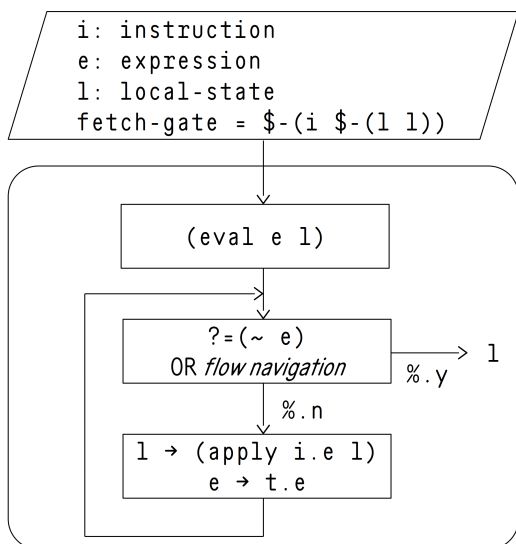 i: instruction
e: expression
l: local-state
fetch-gate = $-(i $-(l l))
(eval e l)
?=(~ e)
OR flow navigation
l
%.y
%.n
l → (apply i.e l)
e → t.e